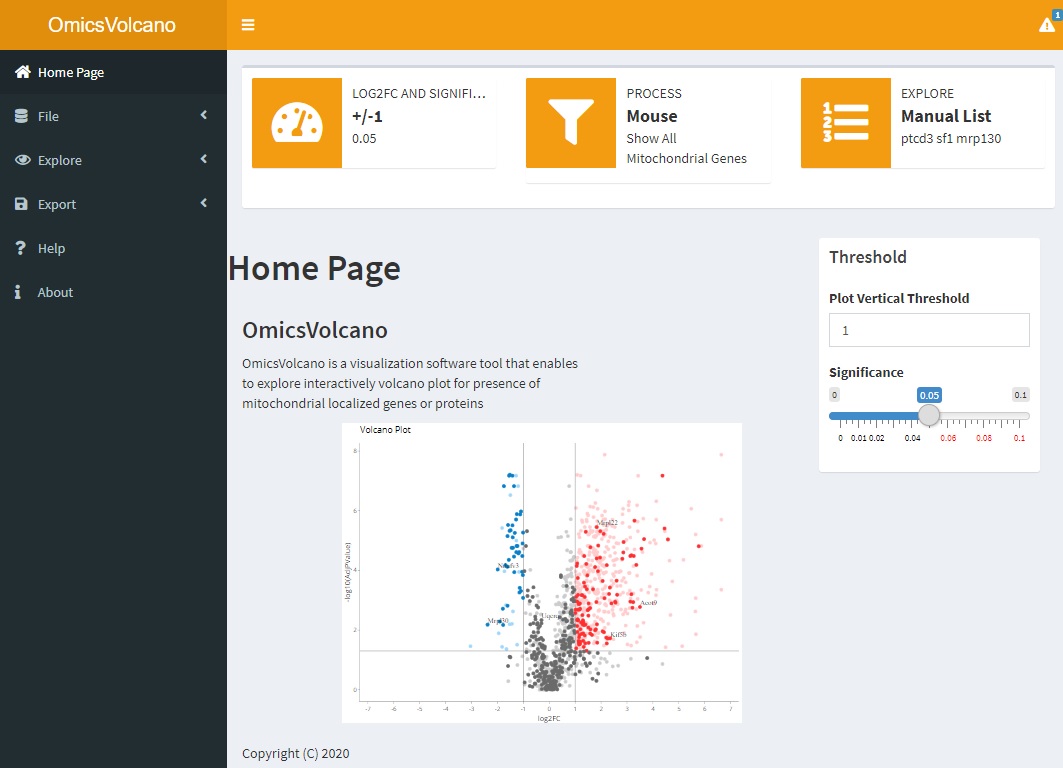 OmicsVolcano
1
Home Page
File
Explore
Export
Help
About
LOG2FC AND SIGNIFI...
+/-1
0.05
PROCESS
Mouse
Show All
Mitochondrial Genes
EXPLORE
Manual List
ptcd3 sf1 mrp130
Home Page
OmicsVolcano
OmicsVolcano is a visualization software tool that enables
to explore interactively volcano plot for presence of
mitochondrial localized genes or proteins
Threshold
Plot Vertical Threshold
1
Significance
0 0.05 0.1
0 0.01 0.02 0.04 0.06 0.08 0.1
Volcano Plot
-log10(AdjPValue)
8
6
4
2
0
Mrpl22
Acot9
Mrpl30
Kif5b
-7 -6 -5 -4 -3 -2 -1 0 1 2 3 4 5 6 7
log2FC
Copyright (C) 2020